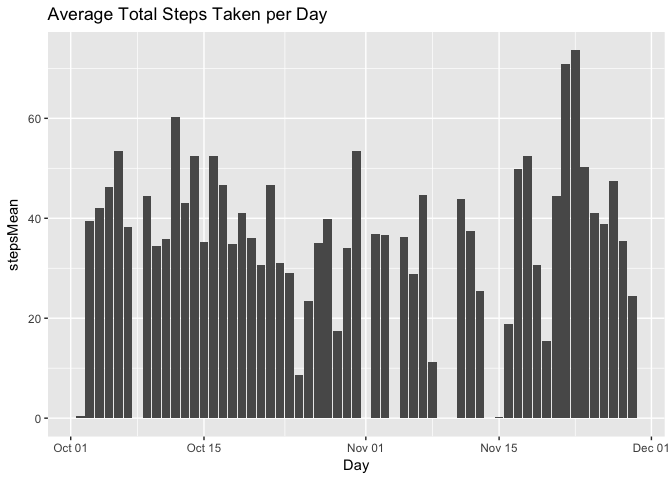 Average Total Steps Taken per Day
stepsMean
60
40
20
0
Oct 01 Oct 15 Nov 01 Nov 15 Dec 01
Day